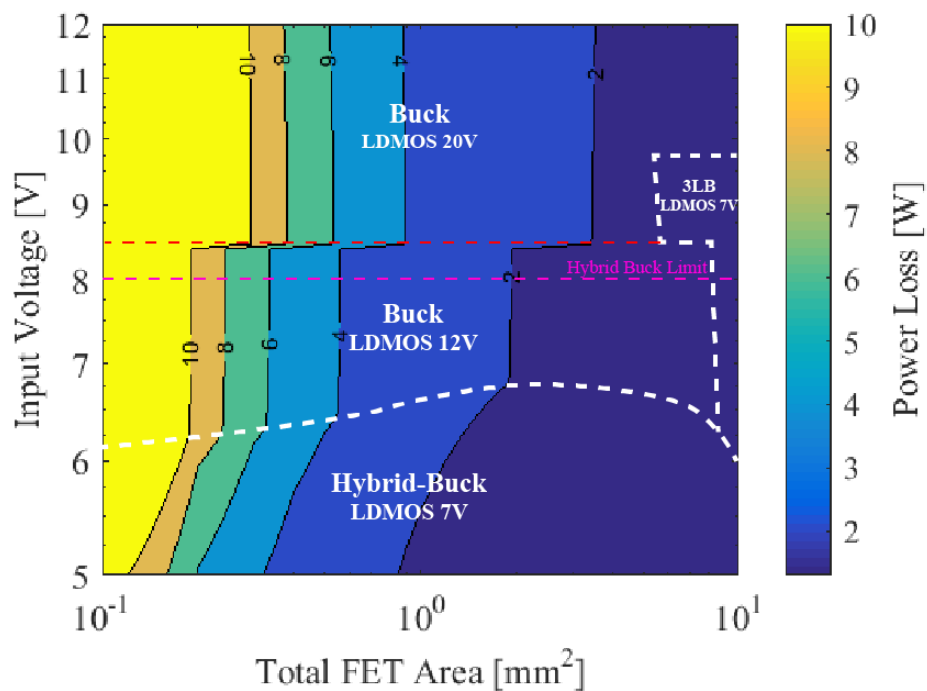 12
11
10
9
8
7
6
5
Input Voltage [V]
10
8
6
4
2
Buck
LDMOS 20V
3LB
LDMOS 7V
Hybrid Buck Limit
2
Buck
LDMOS 12V
10
8
6
4
Hybrid-Buck
LDMOS 7V
10^-1
10^0
10^1
Total FET Area [mm^2]
10
9
8
7
6
5
4
3
2
Power Loss [W]